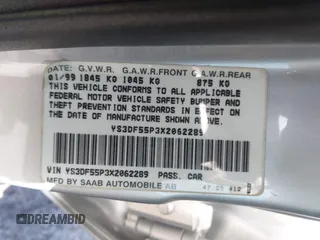 DATE: G.V.W.R. G.A.W.R.FRONT G.A.W.R.REAR
01/99 1845 KG 1045 KG 875 KG
THIS VEHICLE CONFORMS TO ALL APPLICABLE
FEDERAL MOTOR VEHICLE SAFETY BUMPER AND
THEFT PREVENTION STANDARDS IN EFFECT ON
THE DATE OF MANUFACTURE SHOWN ABOVE.
YS3DF55P3X2062289
VIN YS3DF55P3X2062289 PASS. CAR
MFD BY SAAB AUTOMOBILE AB
DREAMBID